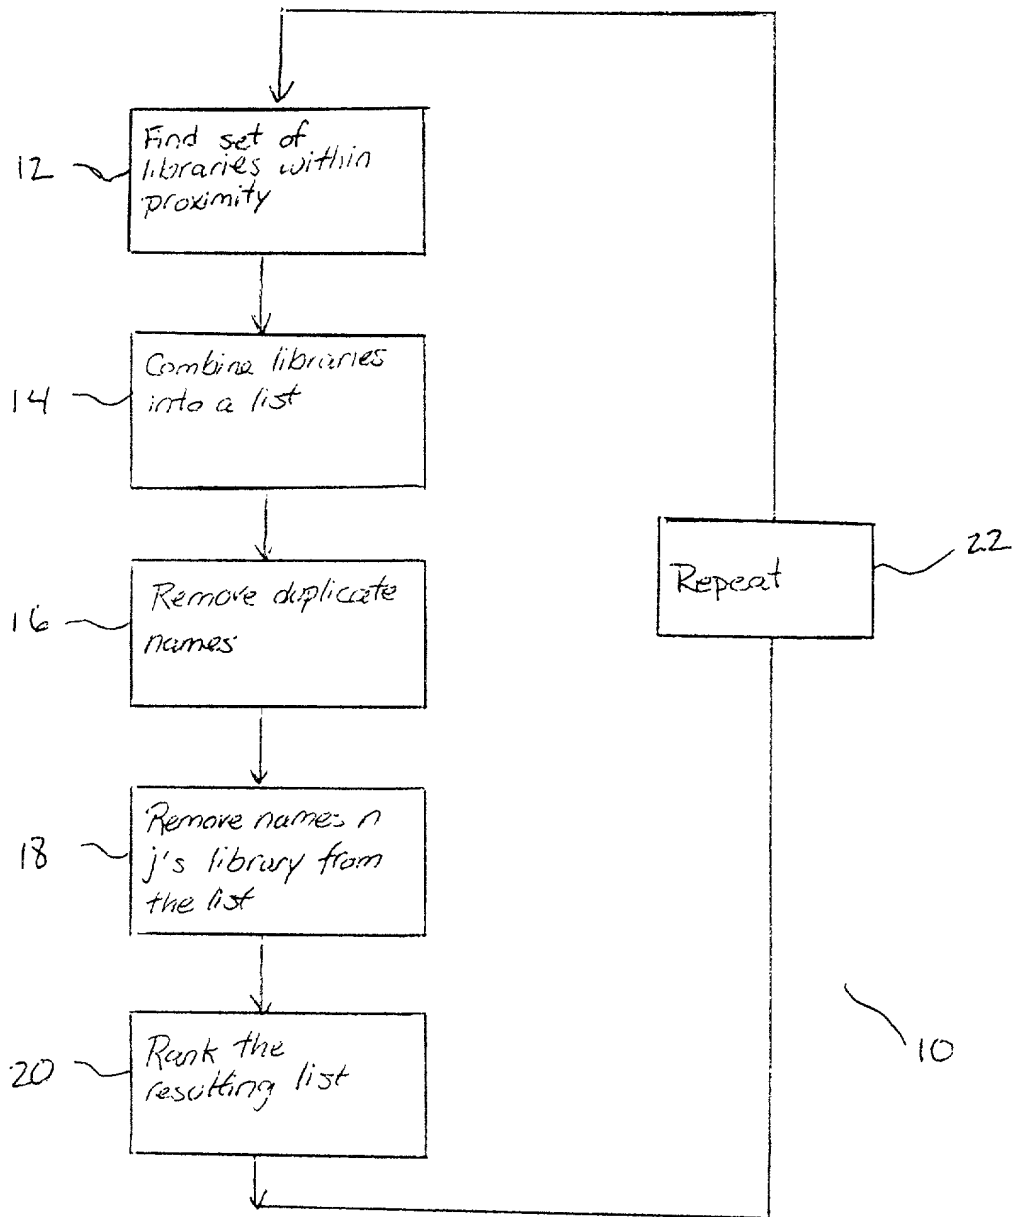 12
Find set of
libraries within
proximity
14
Combine libraries
into a list
16
Remove duplicate
names
18
Remove names n
j's library from
the list
20
Rank the
resulting list
Repeat
22
10